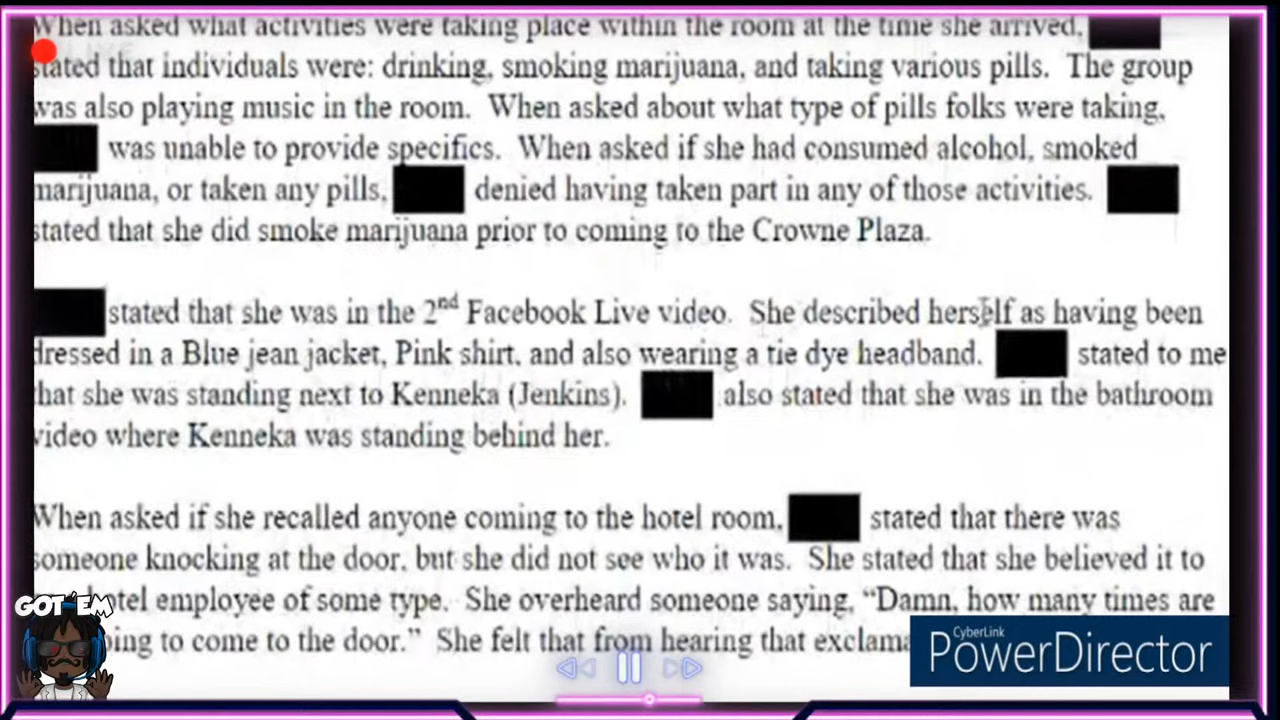 When asked what activities were taking place within the room at the time she arrived,
stated that individuals were: drinking, smoking marijuana, and taking various pills. The group
was also playing music in the room. When asked about what type of pills folks were taking,
was unable to provide specifics. When asked if she had consumed alcohol, smoked
marijuana, or taken any pills, denied having taken part in any of those activities.
stated that she did smoke marijuana prior to coming to the Crowne Plaza.
stated that she was in the 2nd Facebook Live video. She described herself as having been
dressed in a Blue jean jacket, Pink shirt, and also wearing a tie dye headband. stated to me
that she was standing next to Kenneka (Jenkins). also stated that she was in the bathroom
video where Kenneka was standing behind her.
When asked if she recalled anyone coming to the hotel room, stated that there was
someone knocking at the door, but she did not see who it was. She stated that she believed it to
otel employee of some type. She overheard someone saying, “Damn, how many times are
oing to come to the door.” She felt that from hearing that exclama
GOT 'EM
CyberLink
PowerDirector